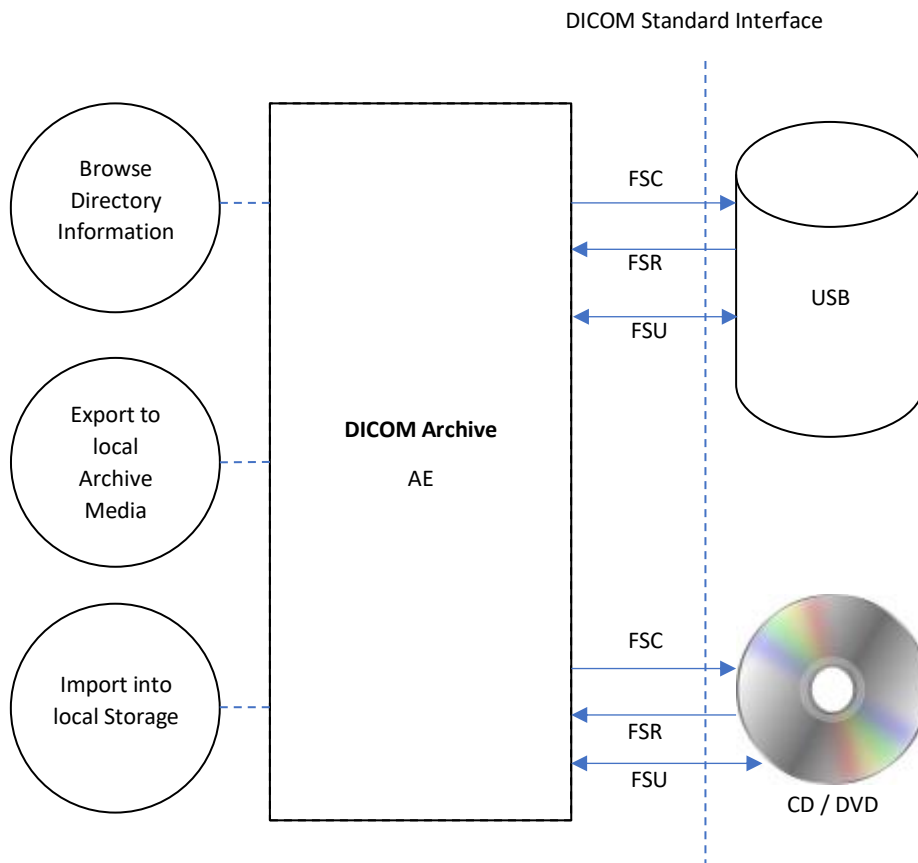 DICOM Standard Interface
Browse
Directory
Information
Export to
local
Archive
Media
Import into
local Storage
DICOM Archive
AE
FSC
FSR
FSU
USB
FSC
FSR
FSU
CD / DVD